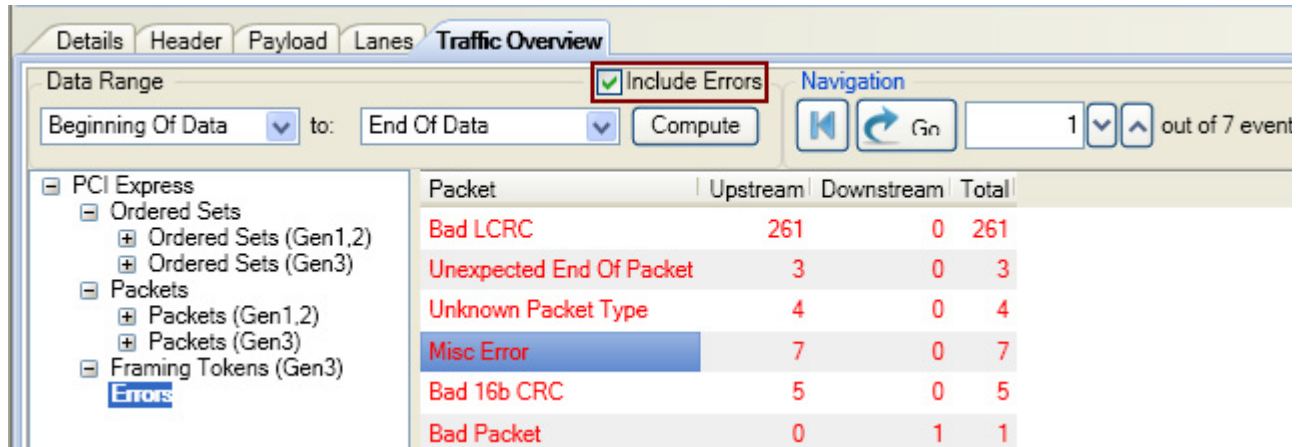 Details Header Payload Lanes Traffic Overview
Data Range Include Errors Navigation
Beginning Of Data to: End Of Data Compute Go 1 out of 7 event
PCI Express
Ordered Sets
Ordered Sets (Gen1,2)
Ordered Sets (Gen3)
Packets
Packets (Gen1,2)
Packets (Gen3)
Framing Tokens (Gen3)
Errors
Packet Upstream Downstream Total
Bad LCRC 261 0 261
Unexpected End Of Packet 3 0 3
Unknown Packet Type 4 0 4
Misc Error 7 0 7
Bad 16b CRC 5 0 5
Bad Packet 0 1 1